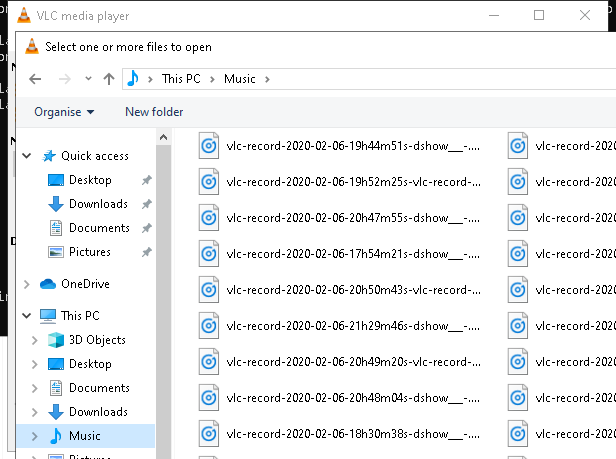 VLC media player
Select one or more files to open
This PC > Music >
Organise
New folder
Quick access
Desktop
Downloads
Documents
Pictures
OneDrive
This PC
3D Objects
Desktop
Documents
Downloads
Music
vlc-record-2020-02-06-19h44m51s-dshow___-....
vlc-record-2020-02-06-19h52m25s-vlc-record-...
vlc-record-2020-02-06-20h47m55s-dshow___-....
vlc-record-2020-02-06-17h54m21s-dshow___-....
vlc-record-2020-02-06-20h50m43s-vlc-record-....
vlc-record-2020-02-06-21h29m46s-dshow___-....
vlc-record-2020-02-06-20h49m20s-vlc-record-....
vlc-record-2020-02-06-20h48m04s-dshow___-....
vlc-record-2020-02-06-18h30m38s-dshow___-....
vlc-record-2020
vlc-record-2020
vlc-record-2020
vlc-record-2020
vlc-record-2020
vlc-record-2020
vlc-record-2020
vlc-record-2020
vlc-record-2020